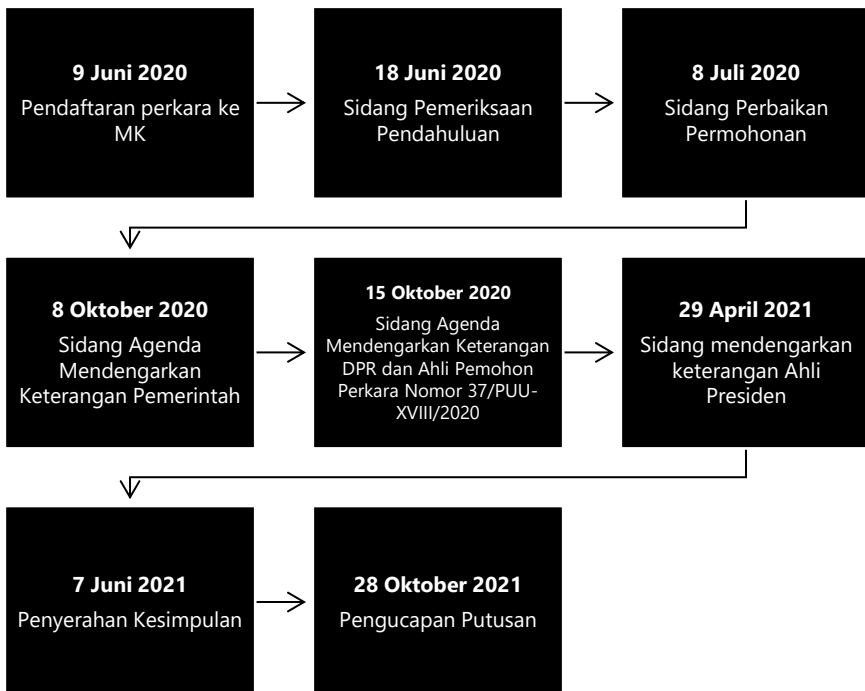 9 Juni 2020
Pendaftaran perkara ke
MK
18 Juni 2020
Sidang Pemeriksaan
Pendahuluan
8 Juli 2020
Sidang Perbaikan
Permohonan
8 Oktober 2020
Sidang Agenda
Mendengarkan
Keterangan Pemerintah
15 Oktober 2020
Sidang Agenda
Mendengarkan Keterangan
DPR dan Ahli Pemohon
Perkara Nomor 37/PUU-
XVIII/2020
29 April 2021
Sidang mendengarkan
keterangan Ahli
Presiden
7 Juni 2021
Penyerahan Kesimpulan
28 Oktober 2021
Pengucapan Putusan